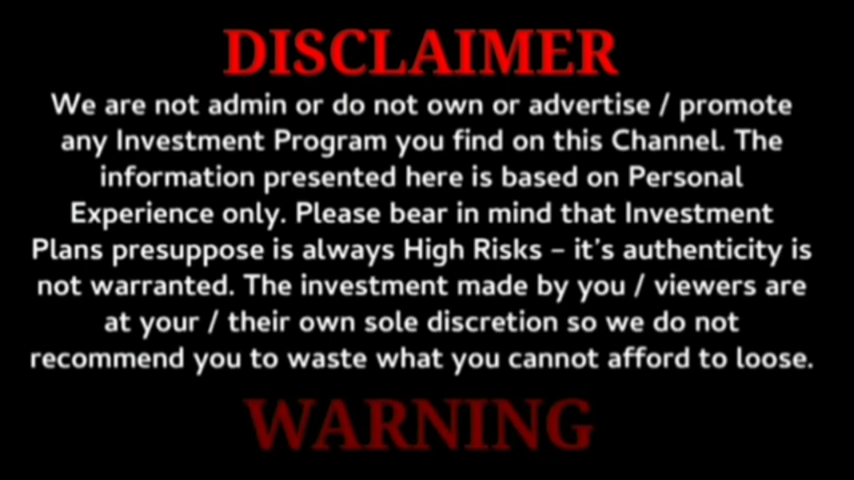 DISCLAIMER
We are not admin or do not own or advertise / promote
any Investment Program you find on this Channel. The
information presented here is based on Personal
Experience only. Please bear in mind that Investment
Plans presuppose is always High Risks – it's authenticity is
not warranted. The investment made by you / viewers are
at your / their own sole discretion so we do not
recommend you to waste what you cannot afford to loose.
WARNING